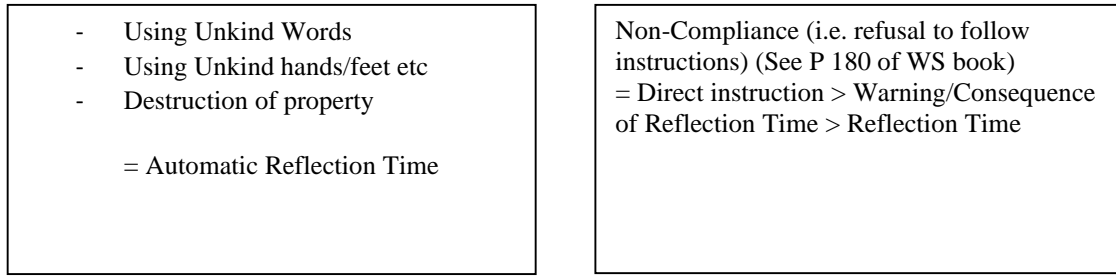 - Using Unkind Words
- Using Unkind hands/feet etc
- Destruction of property
= Automatic Reflection Time
Non-Compliance (i.e. refusal to follow
instructions) (See P 180 of WS book)
= Direct instruction > Warning/Consequence
of Reflection Time > Reflection Time